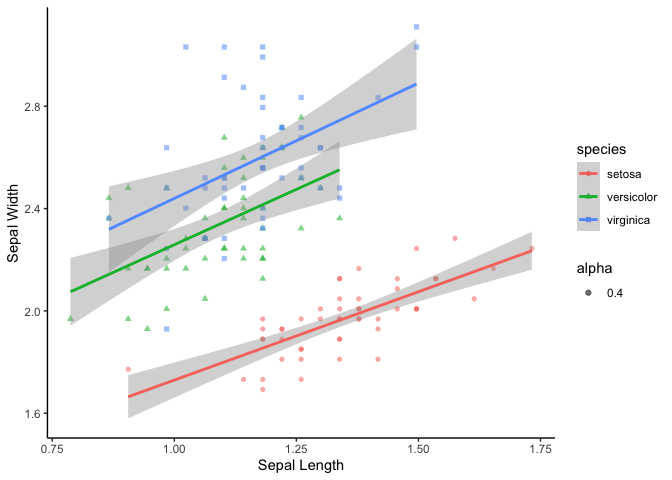 2.8
2.4
2.0
1.6
Sepal Width
0.75
1.00
1.25
1.50
1.75
Sepal Length
species
setosa
versicolor
virginica
alpha
0.4